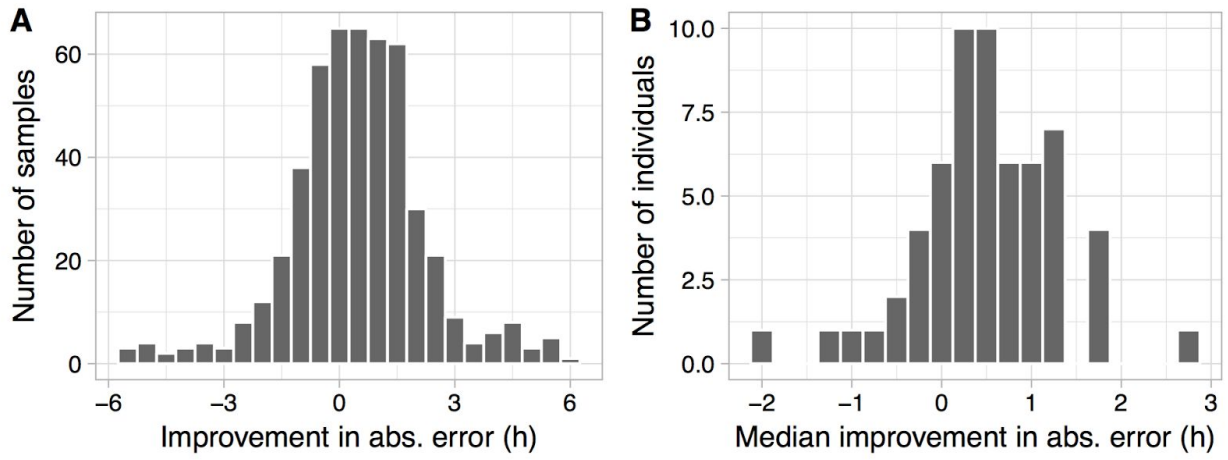 A
Number of samples
60
40
20
0
−6 −3 0 3 6
Improvement in abs. error (h)
B
Number of individuals
10.0
7.5
5.0
2.5
0.0
−2 −1 0 1 2 3
Median improvement in abs. error (h)